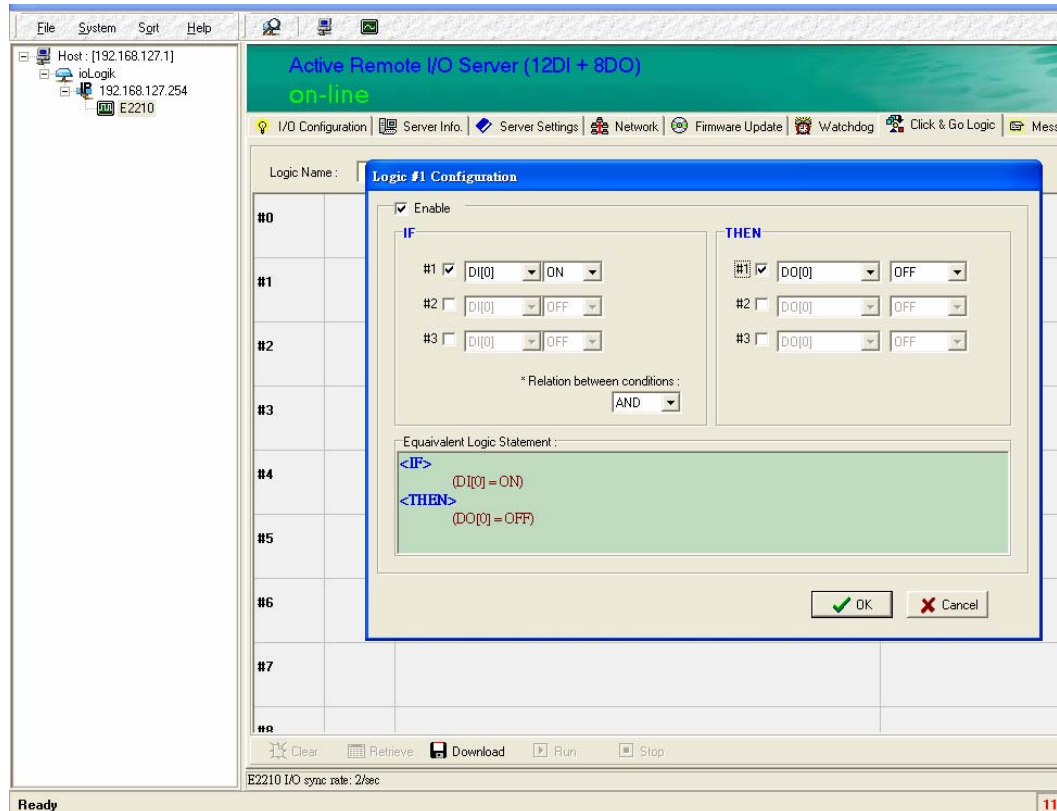 File System Sort Help
Host : [192.168.127.1]
ioLogik
192.168.127.254
E2210
Active Remote I/O Server (12DI + 8DO)
on-line
I/O Configuration Server Info. Server Settings Network Firmware Update Watchdog Click & Go Logic Mess
Logic Name :
#0
#1
#2
#3
#4
#5
#6
#7
#8
Logic #1 Configuration
Enable
IF
#1 DI[0] ON
#2 DI[0] OFF
#3 DI[0] OFF
* Relation between conditions :
AND
THEN
#1 DO[0] OFF
#2 DO[0] OFF
#3 DO[0] OFF
Equaivalent Logic Statement :
<IF>
(DI[0] = ON)
<THEN>
(DO[0] = OFF)
OK Cancel
Clear Retrieve Download Run Stop
E2210 I/O sync rate: 2/sec
Ready
11